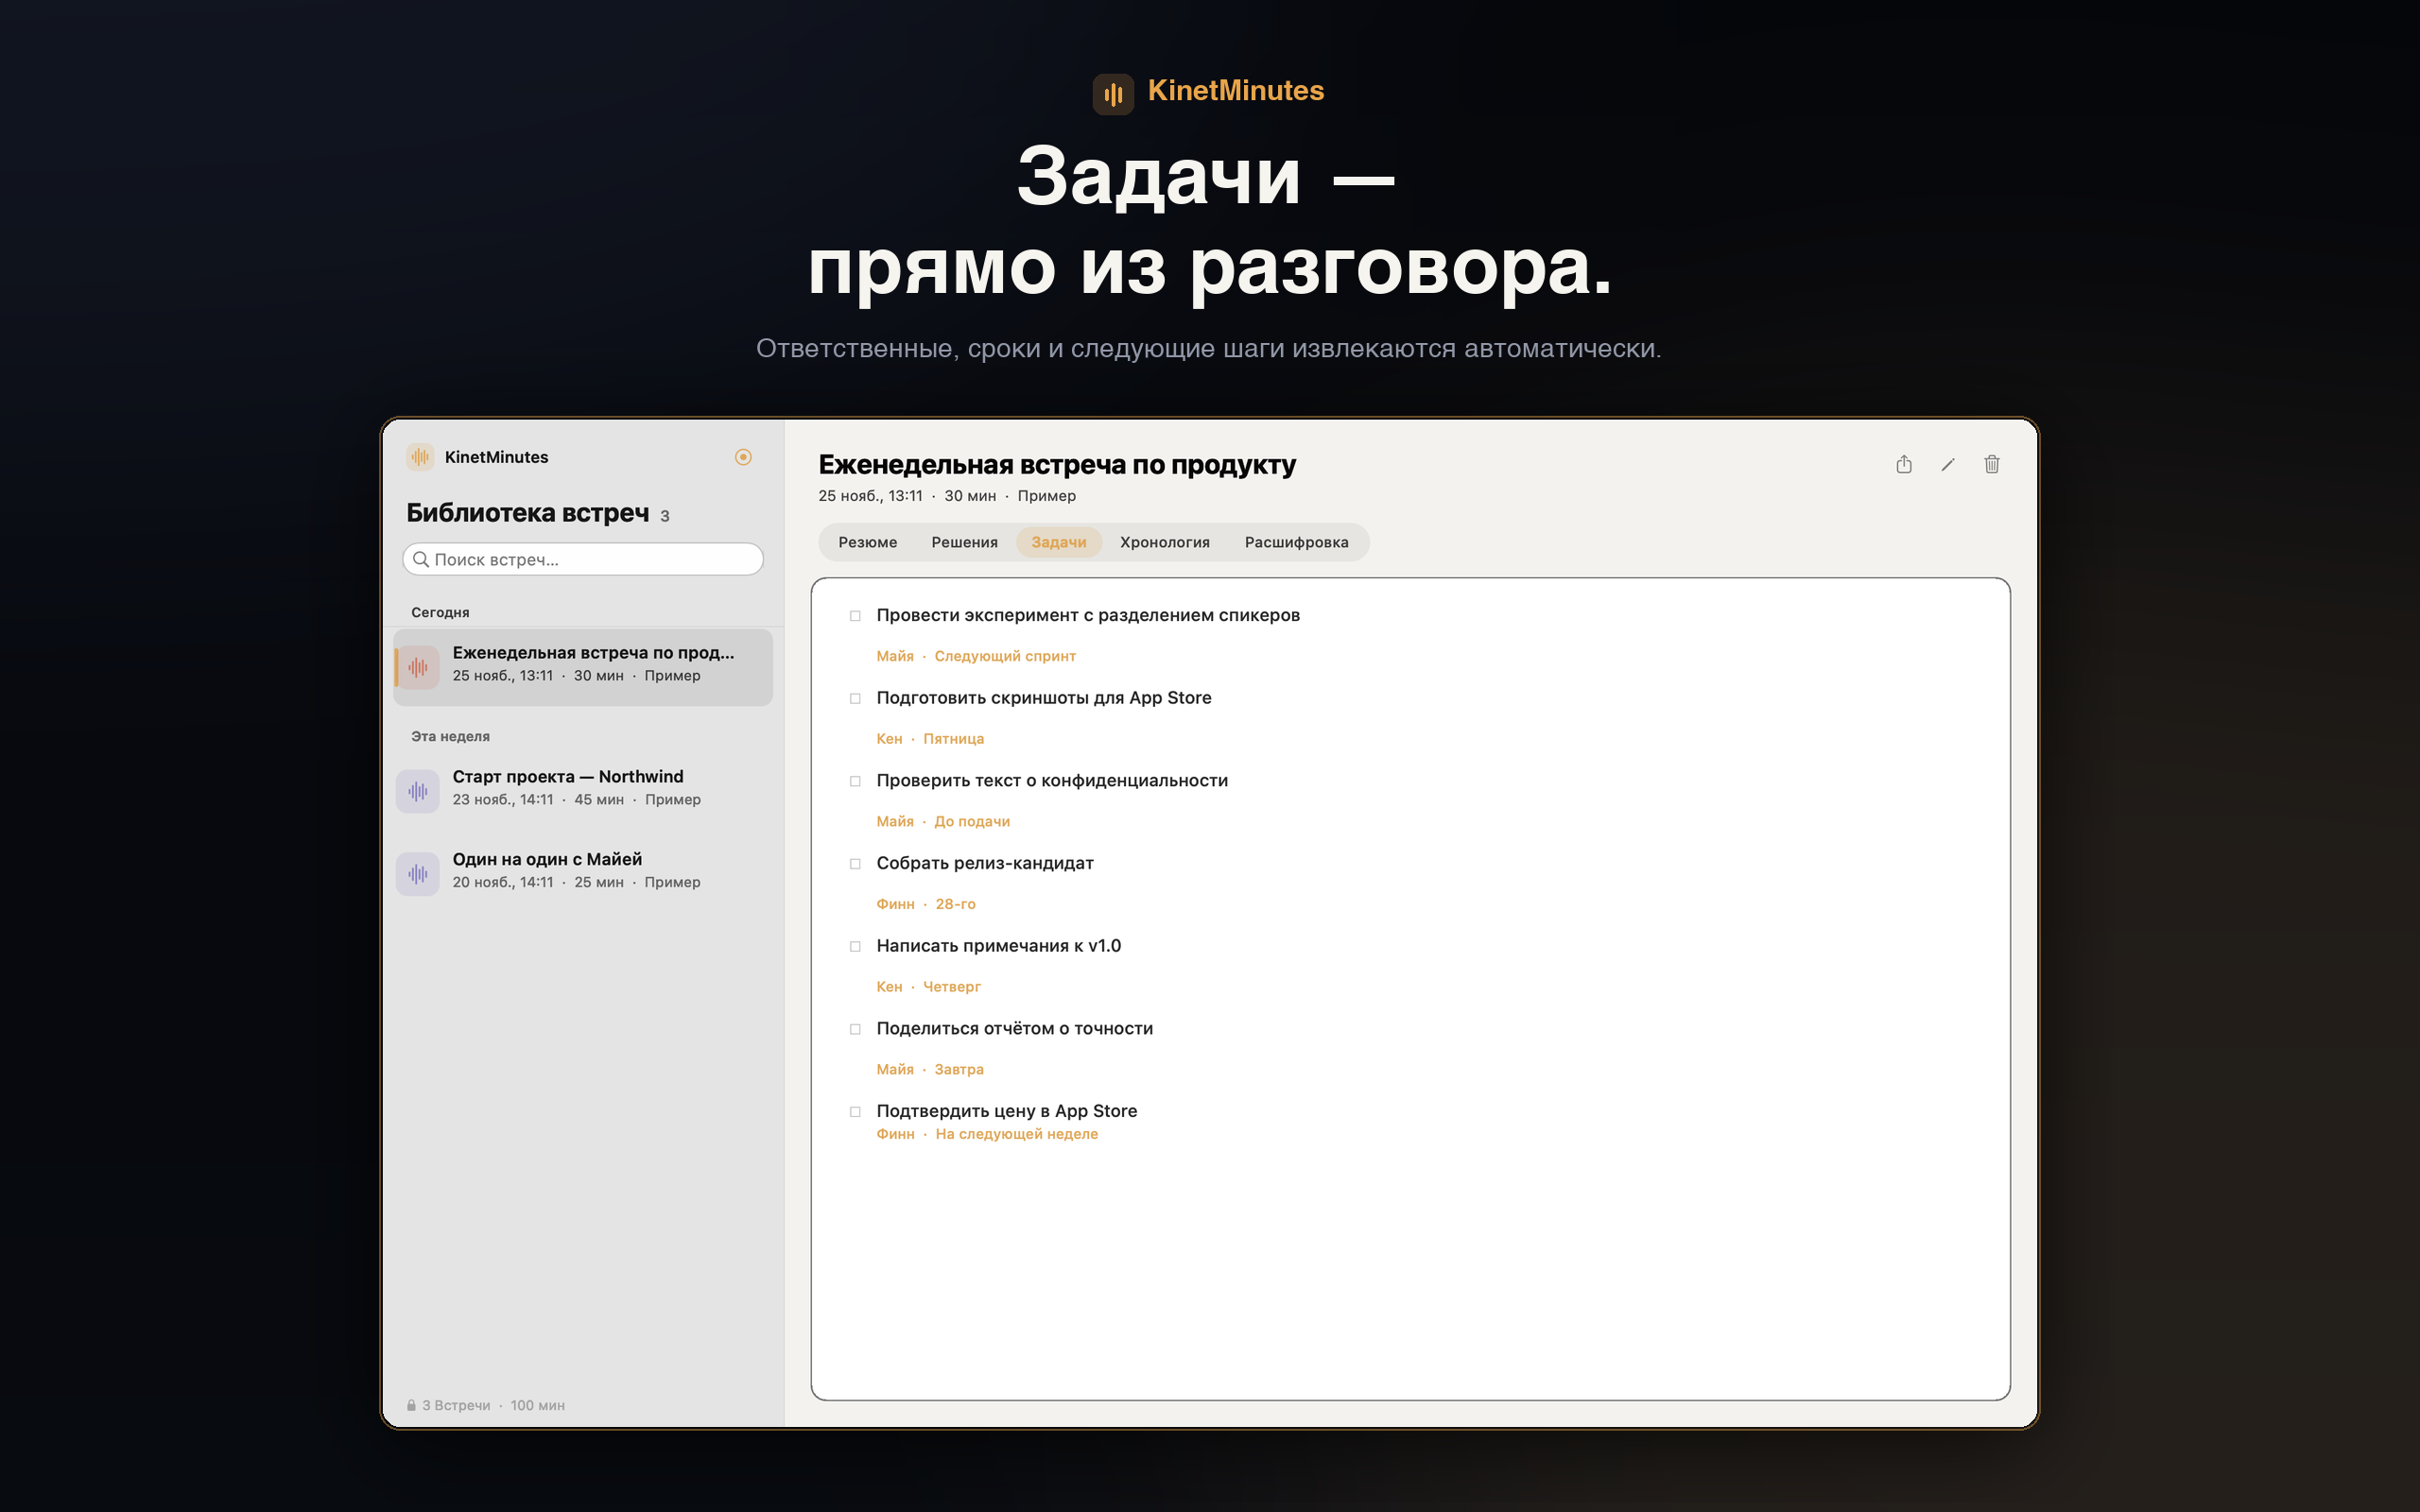 KinetMinutes
Задачи —
прямо из разговора.
Ответственные, сроки и следующие шаги извлекаются автоматически.
KinetMinutes
Библиотека встреч 3
Поиск встреч...
Сегодня
Еженедельная встреча по прод...
25 нояб., 13:11 · 30 мин · Пример
Эта неделя
Старт проекта — Northwind
23 нояб., 14:11 · 45 мин · Пример
Один на один с Майей
20 нояб., 14:11 · 25 мин · Пример
3 Встречи · 100 мин
Еженедельная встреча по продукту
25 нояб., 13:11 · 30 мин · Пример
Резюме Решения Задачи Хронология Расшифровка
Провести эксперимент с разделением спикеров
Майя · Следующий спринт
Подготовить скриншоты для App Store
Кен · Пятница
Проверить текст о конфиденциальности
Майя · До подачи
Собрать релиз-кандидат
Финн · 28-го
Написать примечания к v1.0
Кен · Четверг
Поделиться отчётом о точности
Майя · Завтра
Подтвердить цену в App Store
Финн · На следующей неделе